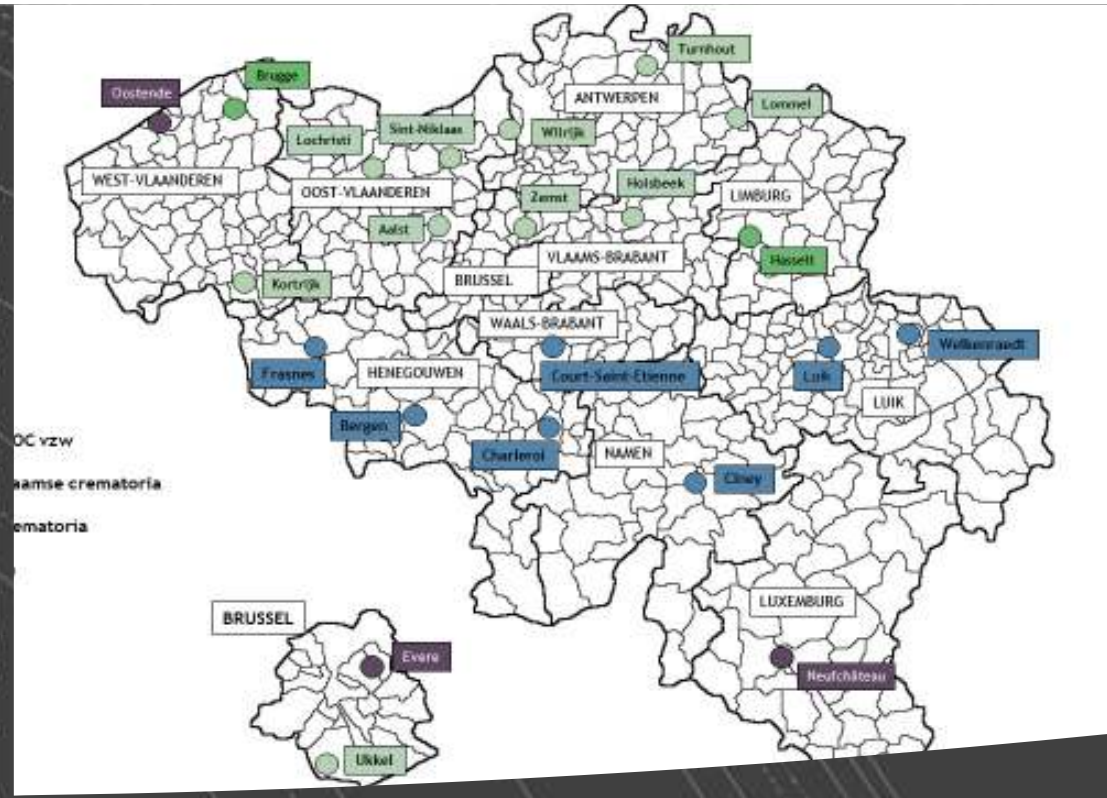 Turnhout
Brugge
Oostende
ANTWERPEN
Lommel
Sint-Niklaas
Wilrijk
Lochristi
WEST-VLAANDEREN
OOST-VLAANDEREN
Holsbeek
Zemst
LIMBURG
Aalst
VLAAMS-BRABANT
Hasselt
BRUSSEL
Kortrijk
WAALS-BRABANT
Welkenraedt
Frasnes
HENEGOUWEN
Court-Saint-Etienne
Luik
LUIK
Bergen
OC vzw
Charleroi
NAMEN
Ciney
aamse crematoria
ematoria
LUXEMBURG
BRUSSEL
Evere
Neufchâteau
Ukkel